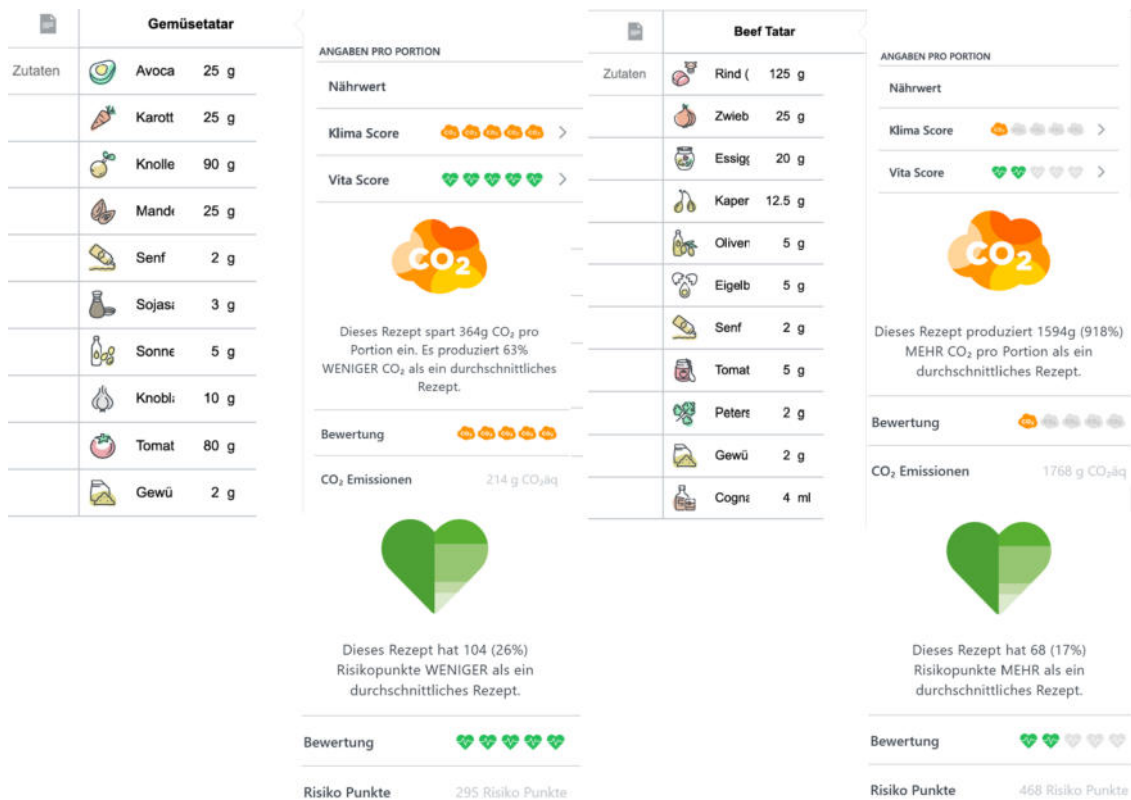 Gemüsetatar
Zutaten
Avoca 25 g
Karott 25 g
Knolle 90 g
Mande 25 g
Senf 2 g
Sojasa 3 g
Sonne 5 g
Knobl 10 g
Tomat 80 g
Gewü 2 g
ANGABEN PRO PORTION
Nährwert
Klima Score
Vita Score
CO₂
Dieses Rezept spart 364g CO₂ pro
Portion ein. Es produziert 63%
WENIGER CO₂ als ein durchschnittliches
Rezept.
Bewertung
CO₂ Emissionen 214 g CO₂äq
Dieses Rezept hat 104 (26%)
Risikopunkte WENIGER als ein
durchschnittliches Rezept.
Bewertung
Risiko Punkte 295 Risiko Punkte
Beef Tatar
Zutaten
Rind ( 125 g
Zwieb 25 g
Essigg 20 g
Kaper 12.5 g
Oliven 5 g
Eigelb 5 g
Senf 2 g
Tomat 5 g
Peters 2 g
Gewü 2 g
Cogna 4 ml
ANGABEN PRO PORTION
Nährwert
Klima Score
Vita Score
CO₂
Dieses Rezept produziert 1594g (918%)
MEHR CO₂ pro Portion als ein
durchschnittliches Rezept.
Bewertung
CO₂ Emissionen 1768 g CO₂äq
Dieses Rezept hat 68 (17%)
Risikopunkte MEHR als ein
durchschnittliches Rezept.
Bewertung
Risiko Punkte 468 Risiko Punkte